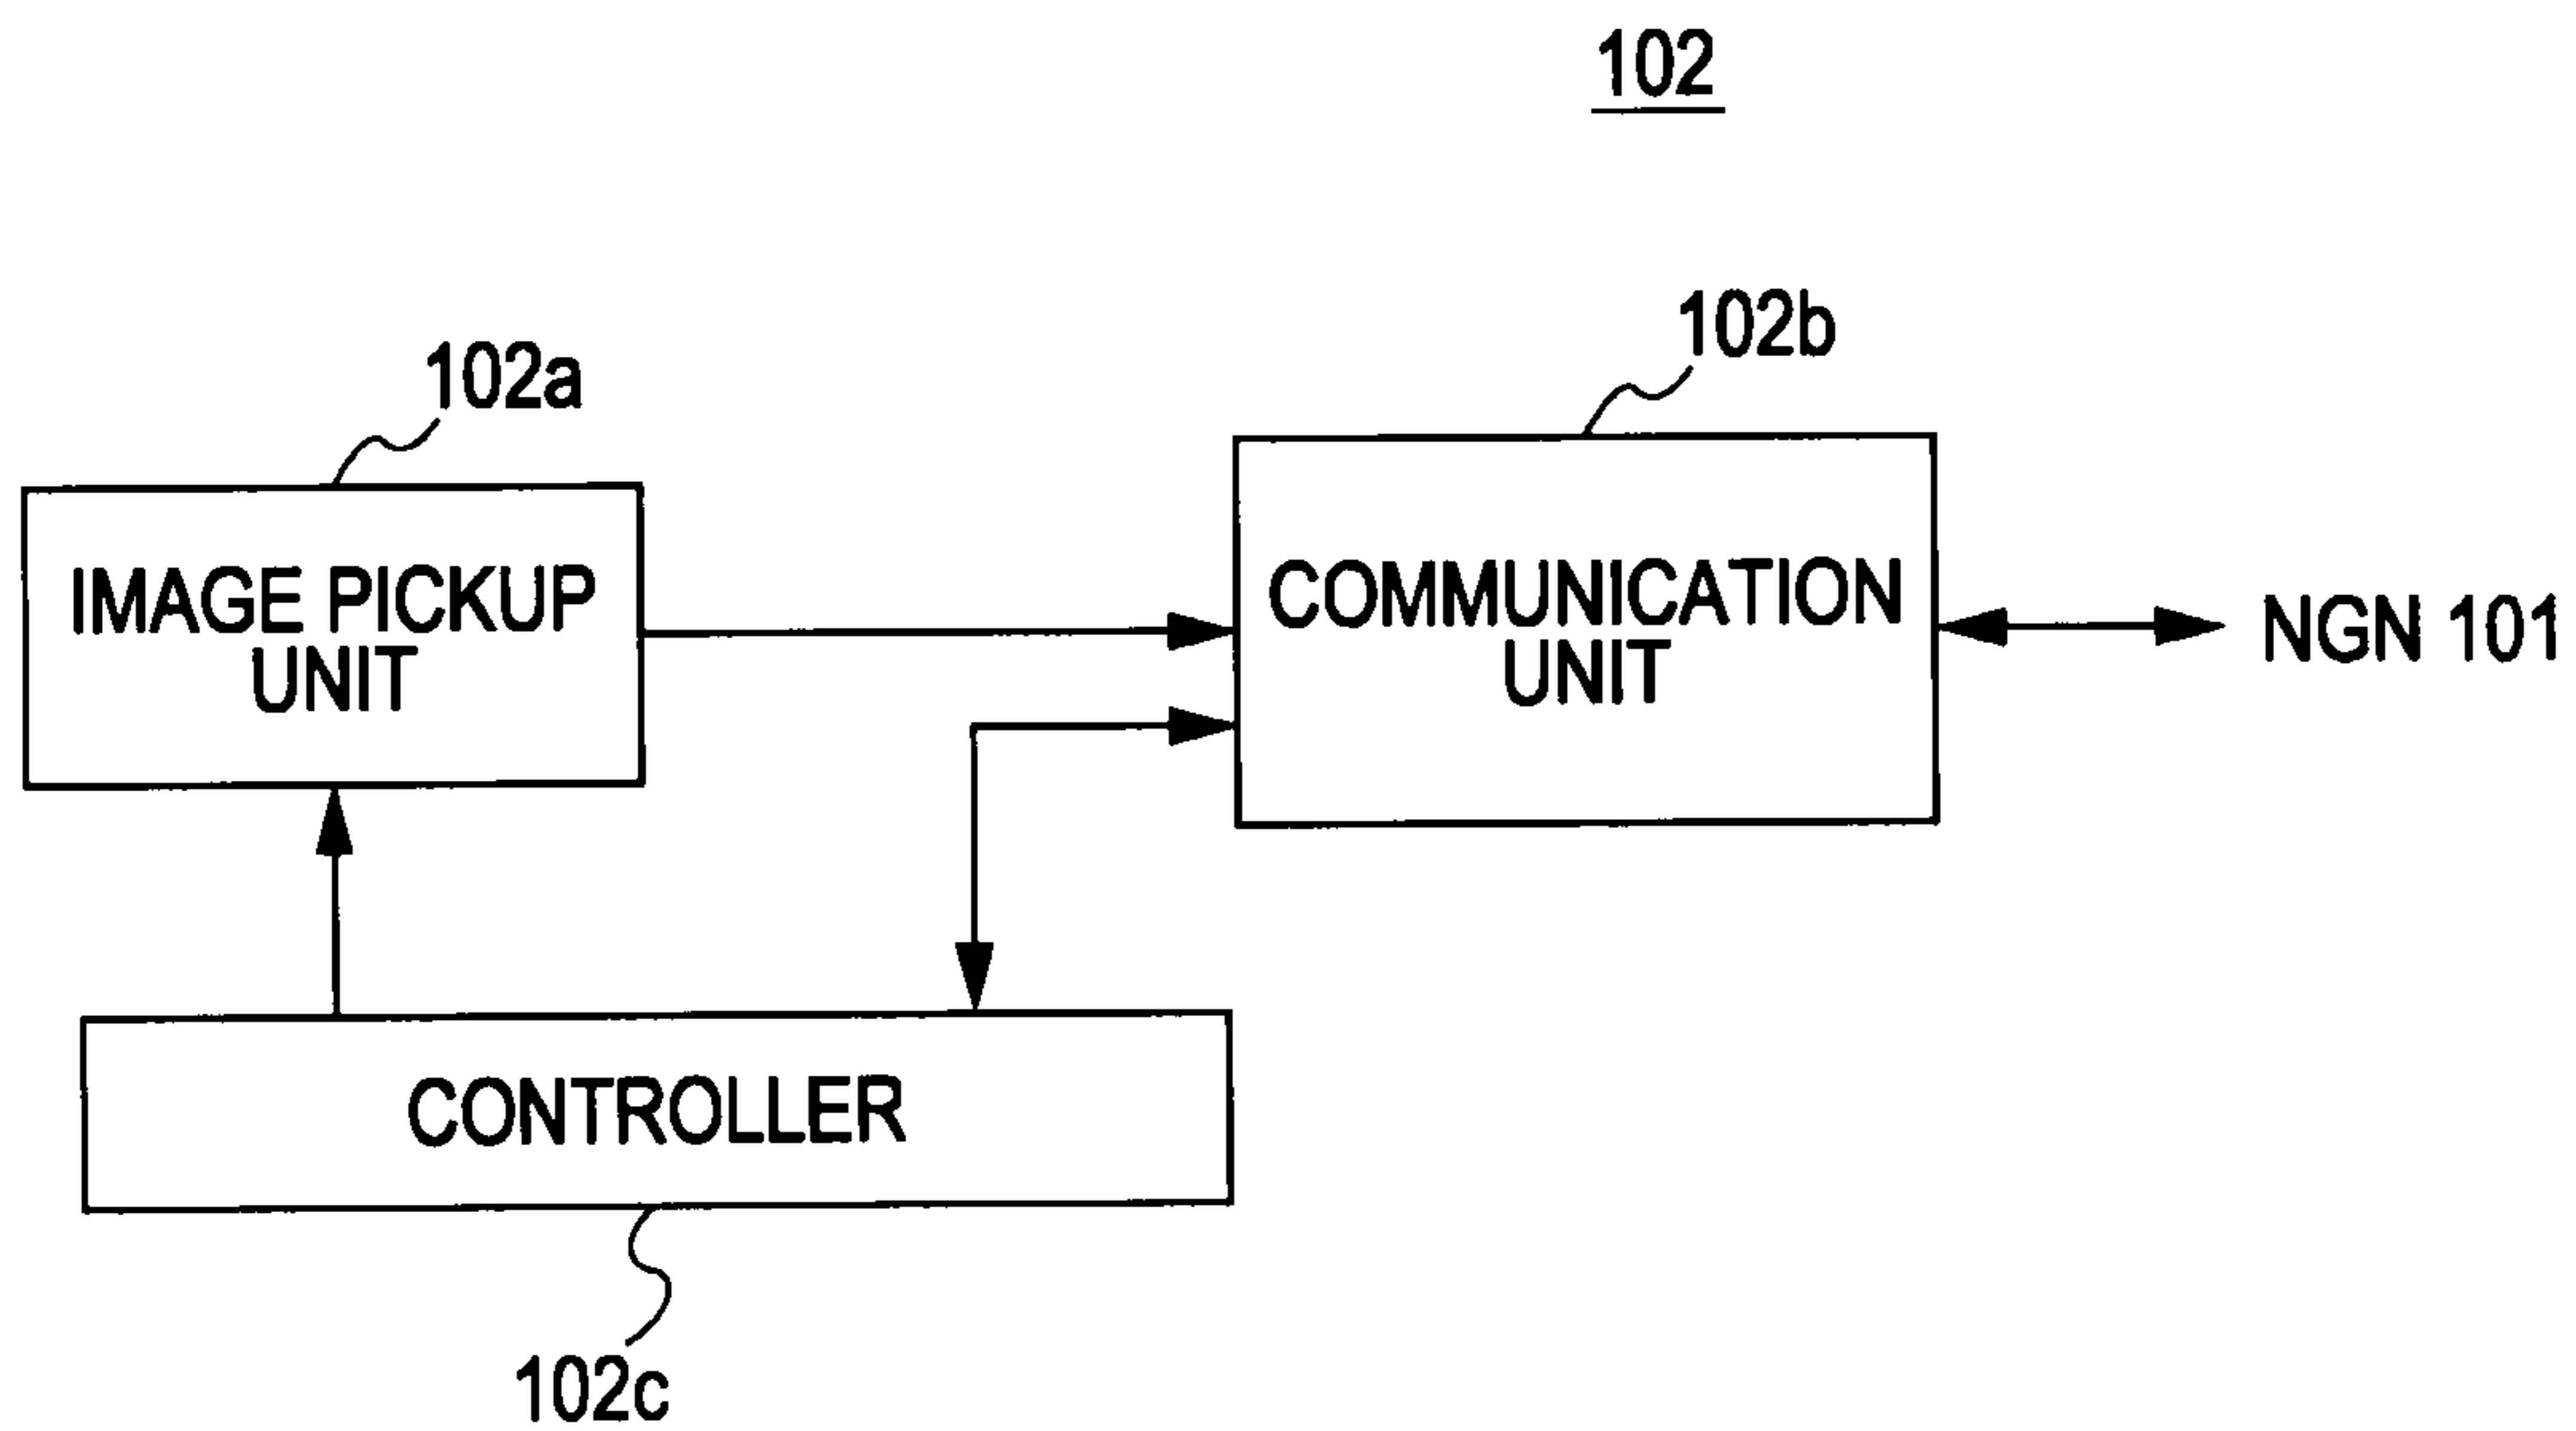 102
102b
102a
IMAGE PICKUP
UNIT
COMMUNICATION
UNIT
NGN 101
CONTROLLER
102c